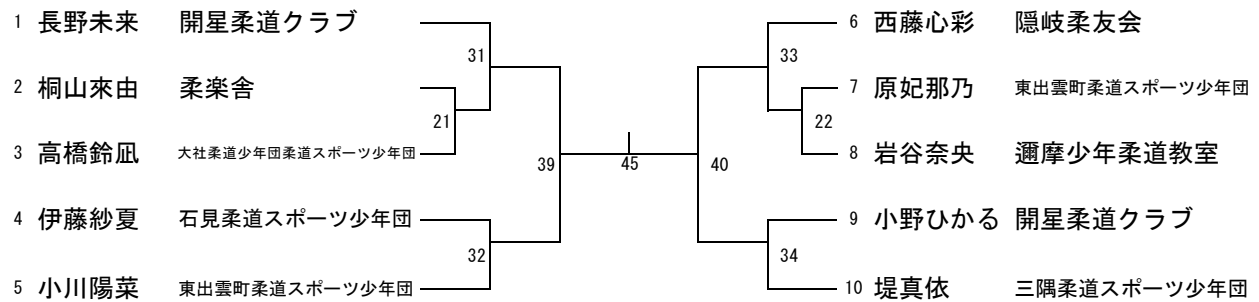 1 長野未来 開星柔道クラブ
31
2 桐山來由 柔楽舎
21
3 高橋鈴凪 大社柔道少年団柔道スポーツ少年団
39
4 伊藤紗夏 石見柔道スポーツ少年団
32
5 小川陽菜 東出雲町柔道スポーツ少年団
45
6 西藤心彩 隠岐柔友会
33
7 原妃那乃 東出雲町柔道スポーツ少年団
22
8 岩谷奈央 邇摩少年柔道教室
40
9 小野ひかる 開星柔道クラブ
34
10 堤真依 三隅柔道スポーツ少年団